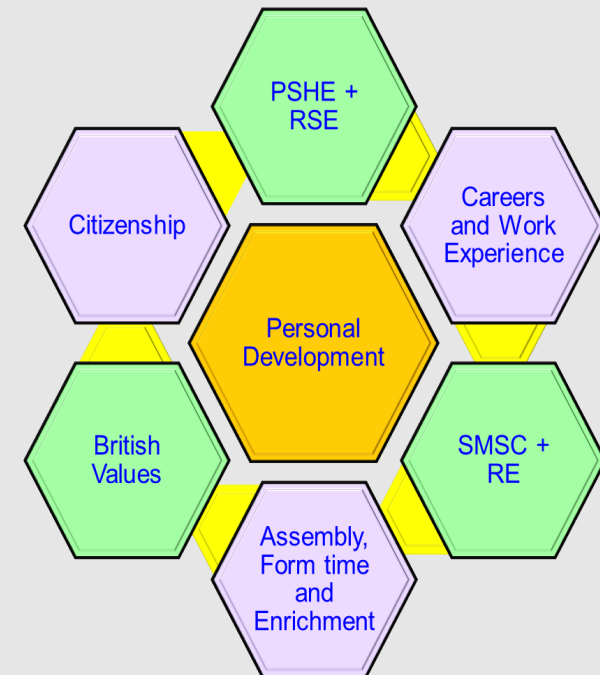 PSHE +
RSE
Careers
and Work
Experience
Citizenship
Personal
Development
British
Values
SMSC +
RE
Assembly,
Form time
and
Enrichment